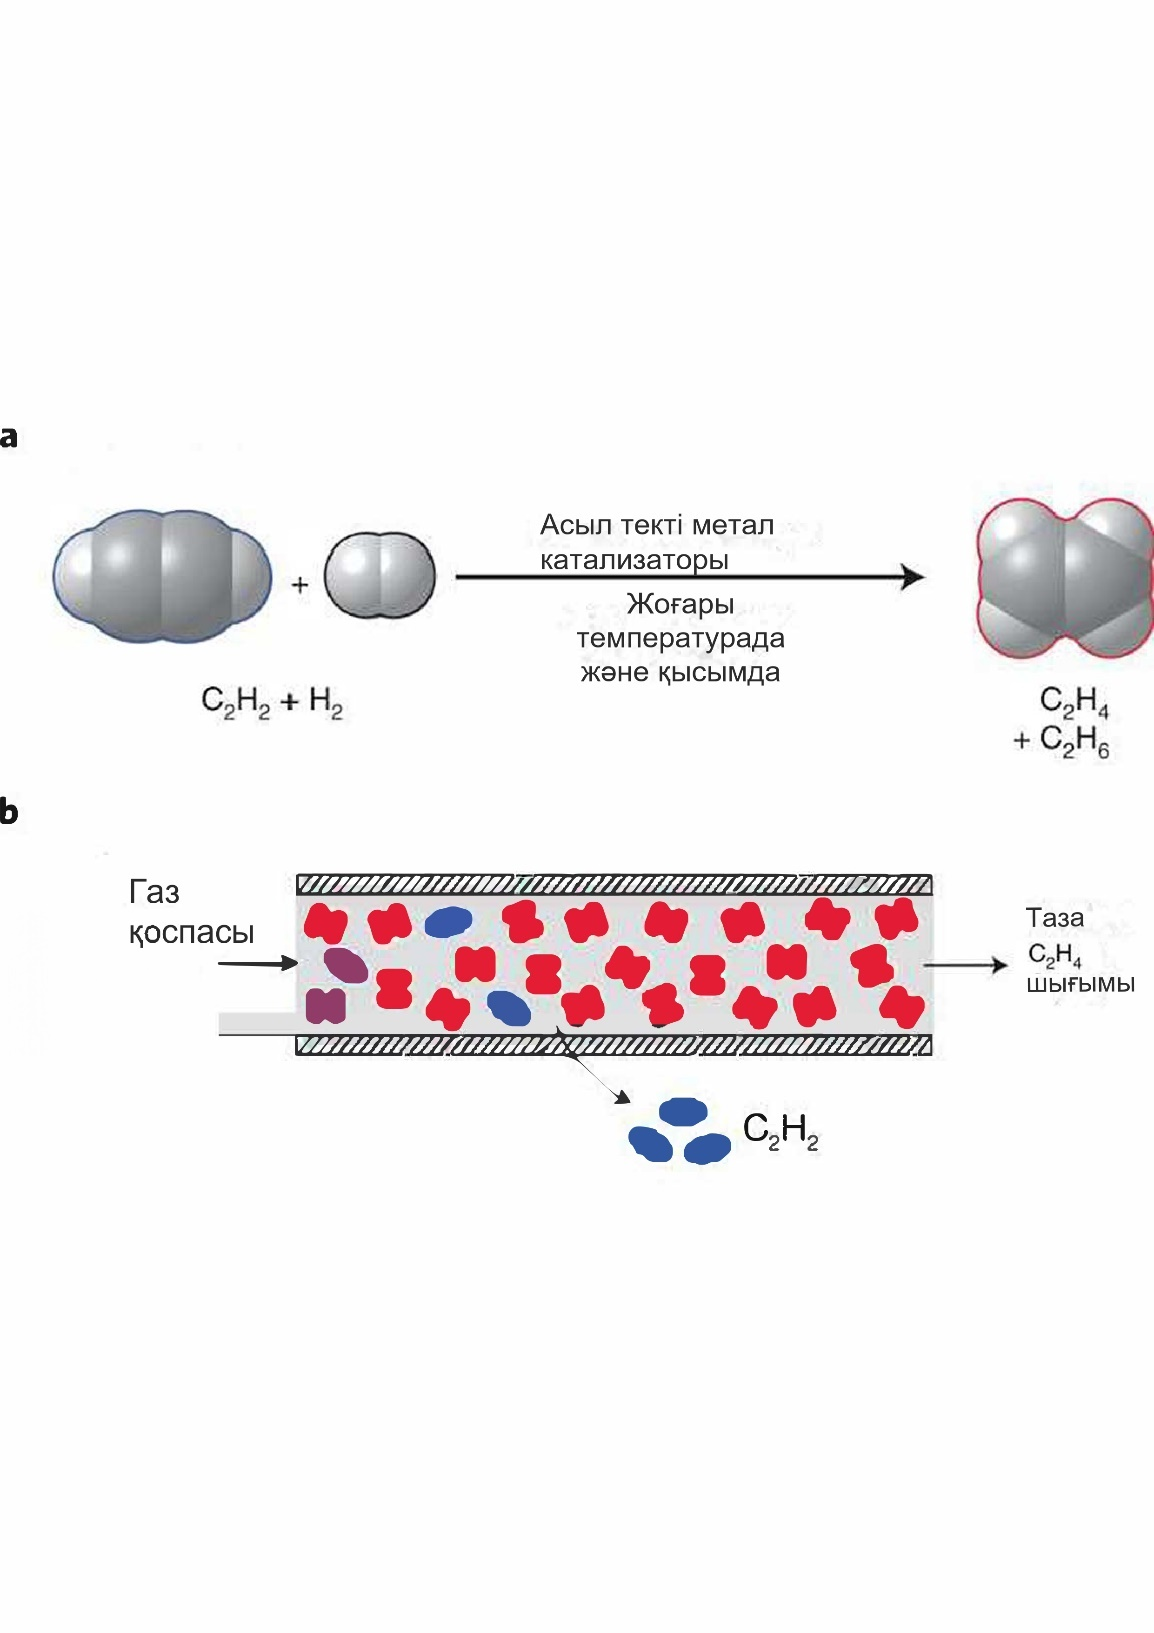 a
+
Асыл текті метал
катализаторы
Жоғары
температурада
және қысымда
C₂H₂ + H₂
C₂H₄
+ C₂H₆
b
Газ
қоспасы
Таза
C₂H₄
шығымы
C₂H₂